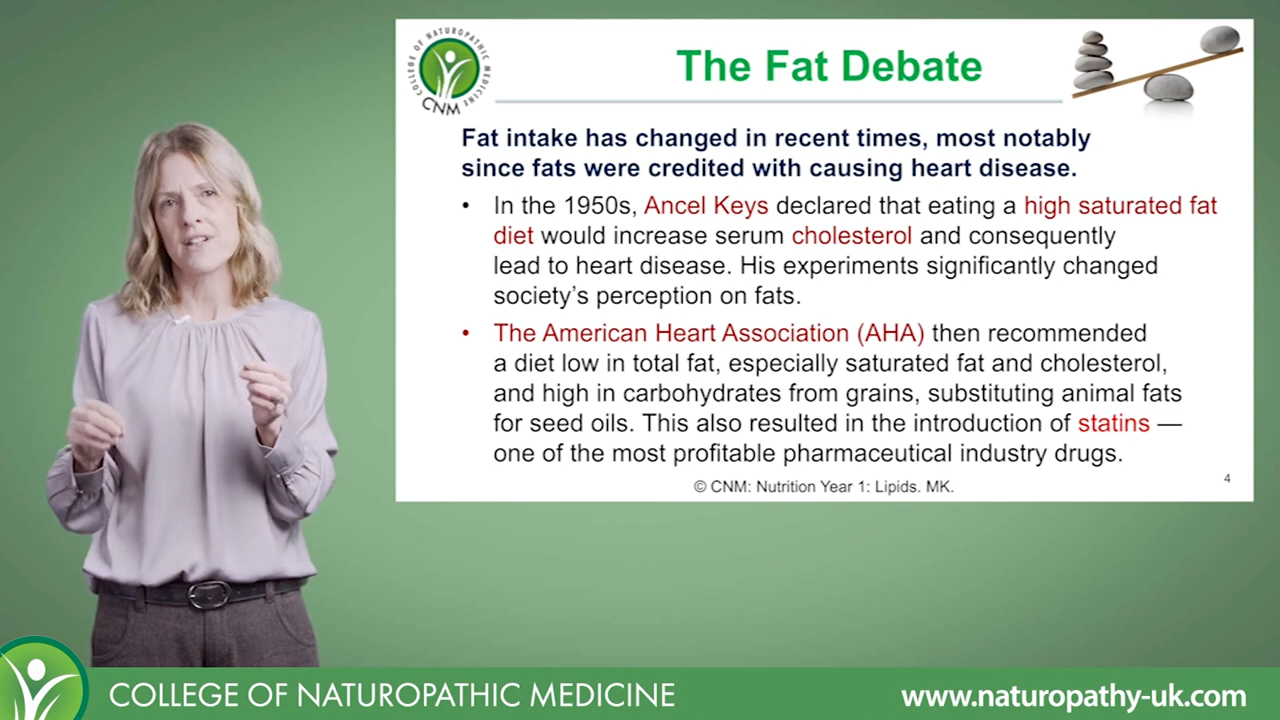 COLLEGE OF NATUROPATHIC MEDICINE
CNM
The Fat Debate
Fat intake has changed in recent times, most notably
since fats were credited with causing heart disease.
• In the 1950s, Ancel Keys declared that eating a high saturated fat
diet would increase serum cholesterol and consequently
lead to heart disease. His experiments significantly changed
society's perception on fats.
• The American Heart Association (AHA) then recommended
a diet low in total fat, especially saturated fat and cholesterol,
and high in carbohydrates from grains, substituting animal fats
for seed oils. This also resulted in the introduction of statins —
one of the most profitable pharmaceutical industry drugs.
© CNM: Nutrition Year 1: Lipids. MK.
4
COLLEGE OF NATUROPATHIC MEDICINE
www.naturopathy-uk.com